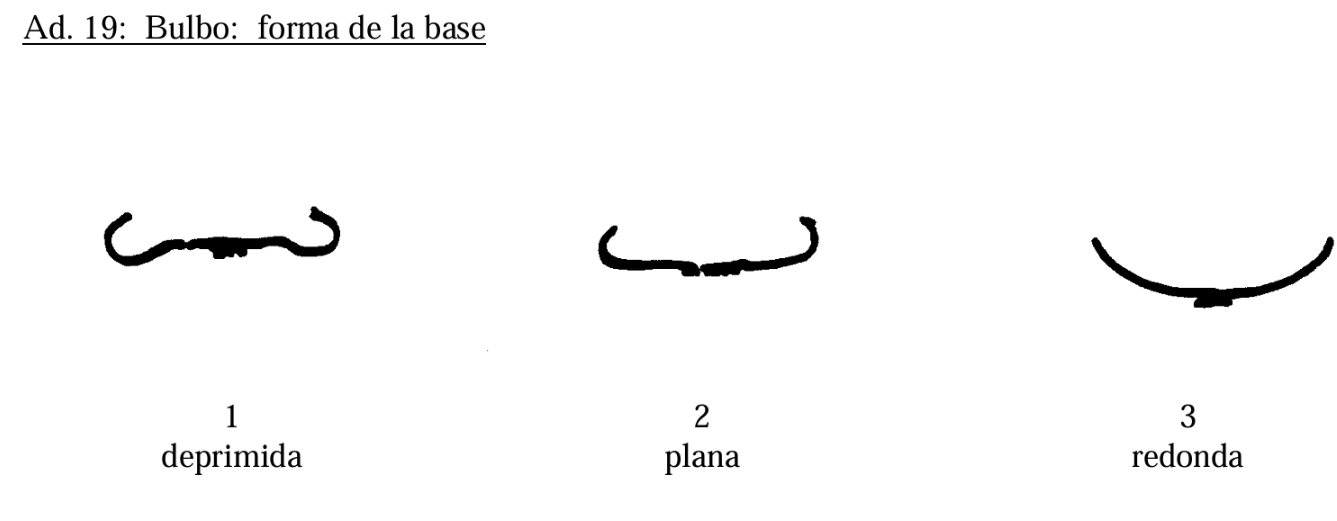 Ad. 19: Bulbo: forma de la base
1 2 3
deprimida plana redonda